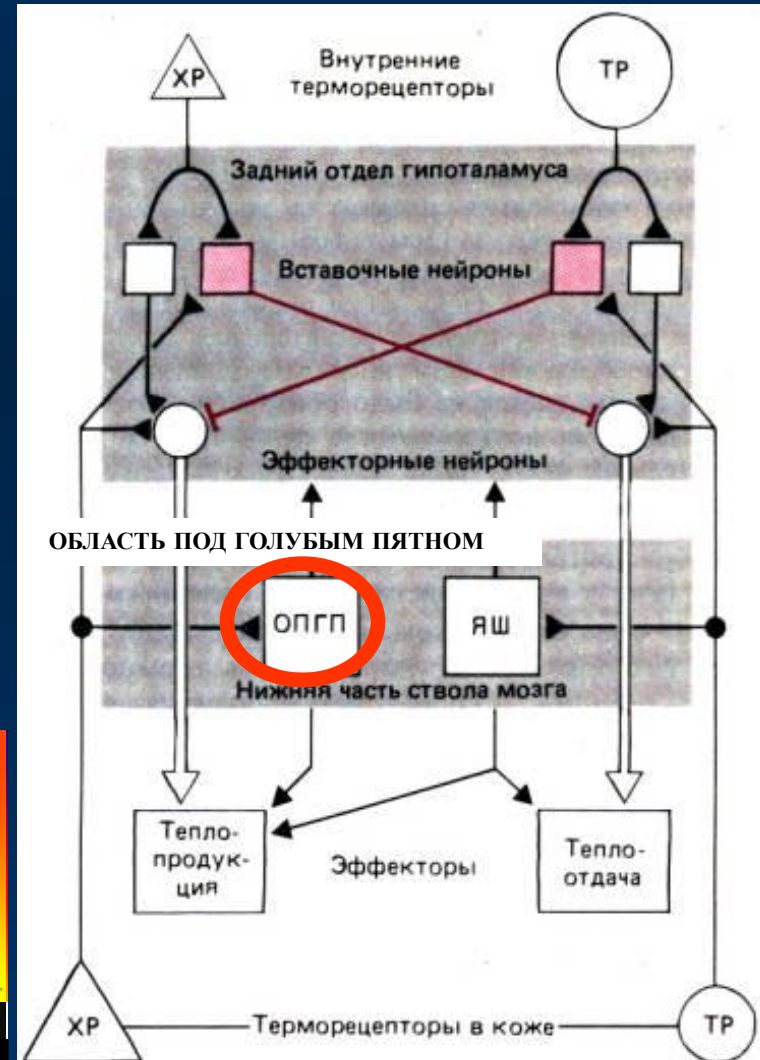 ХР
Внутренние
терморецепторы
ТР
Задний отдел гипоталамуса
Вставочные нейроны
Эффекторные нейроны
ОБЛАСТЬ ПОД ГОЛУБЫМ ПЯТНОМ
ОПГП
ЯШ
Нижняя часть ствола мозга
Тепло-
продук-
ция
Эффекторы
Тепло-
отдача
ХР
Терморецепторы в коже
ТР